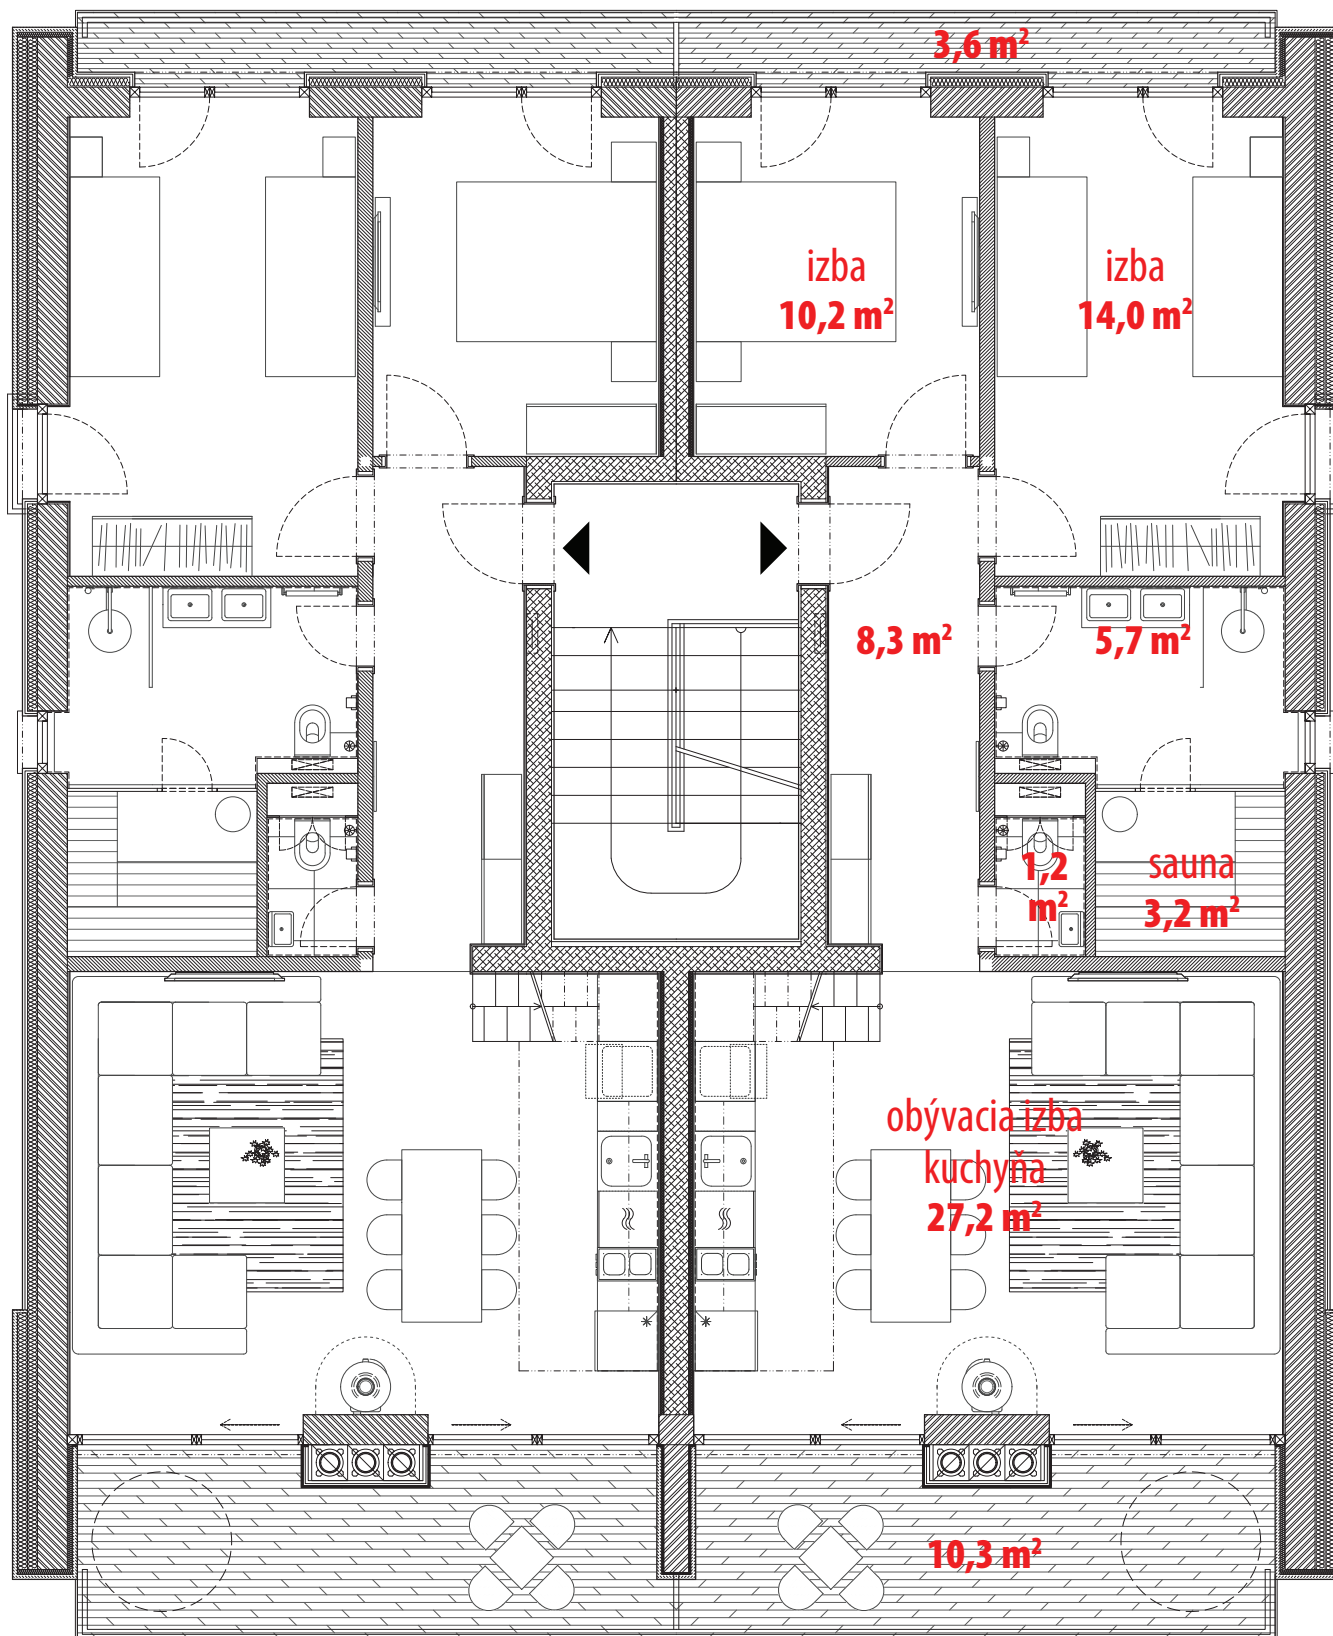 3,6 m²
izba
10,2 m²
izba
14,0 m²
8,3 m²
5,7 m²
1,2
m²
sauna
3,2 m²
obývacia izba
kuchyňa
27,2 m²
10,3 m²